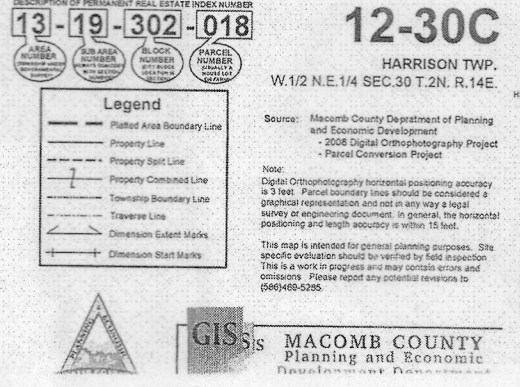 DESCRIPTION OF PERMANENT REAL ESTATE INDEX NUMBER
13 - 19 - 302 - 018
AREA NUMBER
SUB AREA NUMBER
BLOCK NUMBER
PARCEL NUMBER
12-30C
HARRISON TWP.
W.1/2 N.E.1/4 SEC.30 T.2N. R.14E.
Legend
Platted Area Boundary Line
Property Line
Property Split Line
Property Combined Line
Township Boundary Line
Traverse Line
Dimension Extent Marks
Dimension Start Marks
Source: Macomb County Depratment of Planning
and Economic Development
- 2006 Digital Orthophotography Project
- Parcel Conversion Project
Note:
Digital Orthophotography horizontal positioning accuracy
is 3 feet Parcel boundary lines should be considered a
graphical representation and not in any way a legal
survey or engineering document. In general, the horizontal
positioning and length accuracy is within 15 feet.
This map is intended for general planning purposes. Site
specific evaluation should be verified by field inspection
This is a work in progress and may contain errors and
omissions Please report any potential revisions to
(586)469-5285.
PLANNING & ECONOMIC
GIS
MACOMB COUNTY
Planning and Economic
Development Department